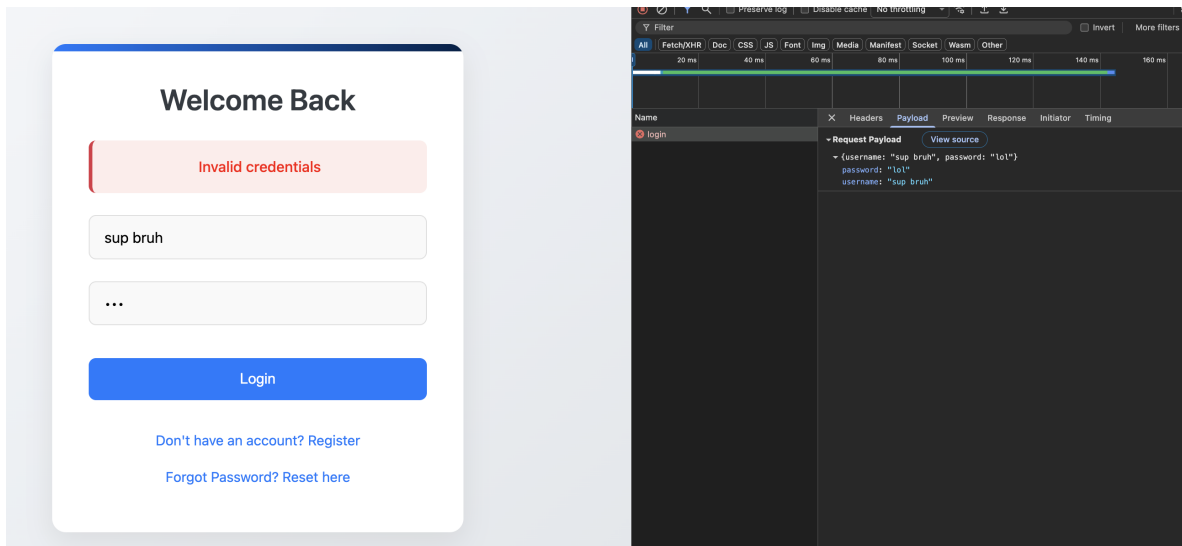 Welcome Back
Invalid credentials
sup bruh
Login
Don't have an account? Register
Forgot Password? Reset here
Preserve log Disable cache No throttling
Filter Invert More filters
All Fetch/XHR Doc CSS JS Font Img Media Manifest Socket Wasm Other
20 ms 40 ms 60 ms 80 ms 100 ms 120 ms 140 ms 160 ms
Name Headers Payload Preview Response Initiator Timing
login
Request Payload View source
{username: "sup bruh", password: "lol"}
password: "lol"
username: "sup bruh"